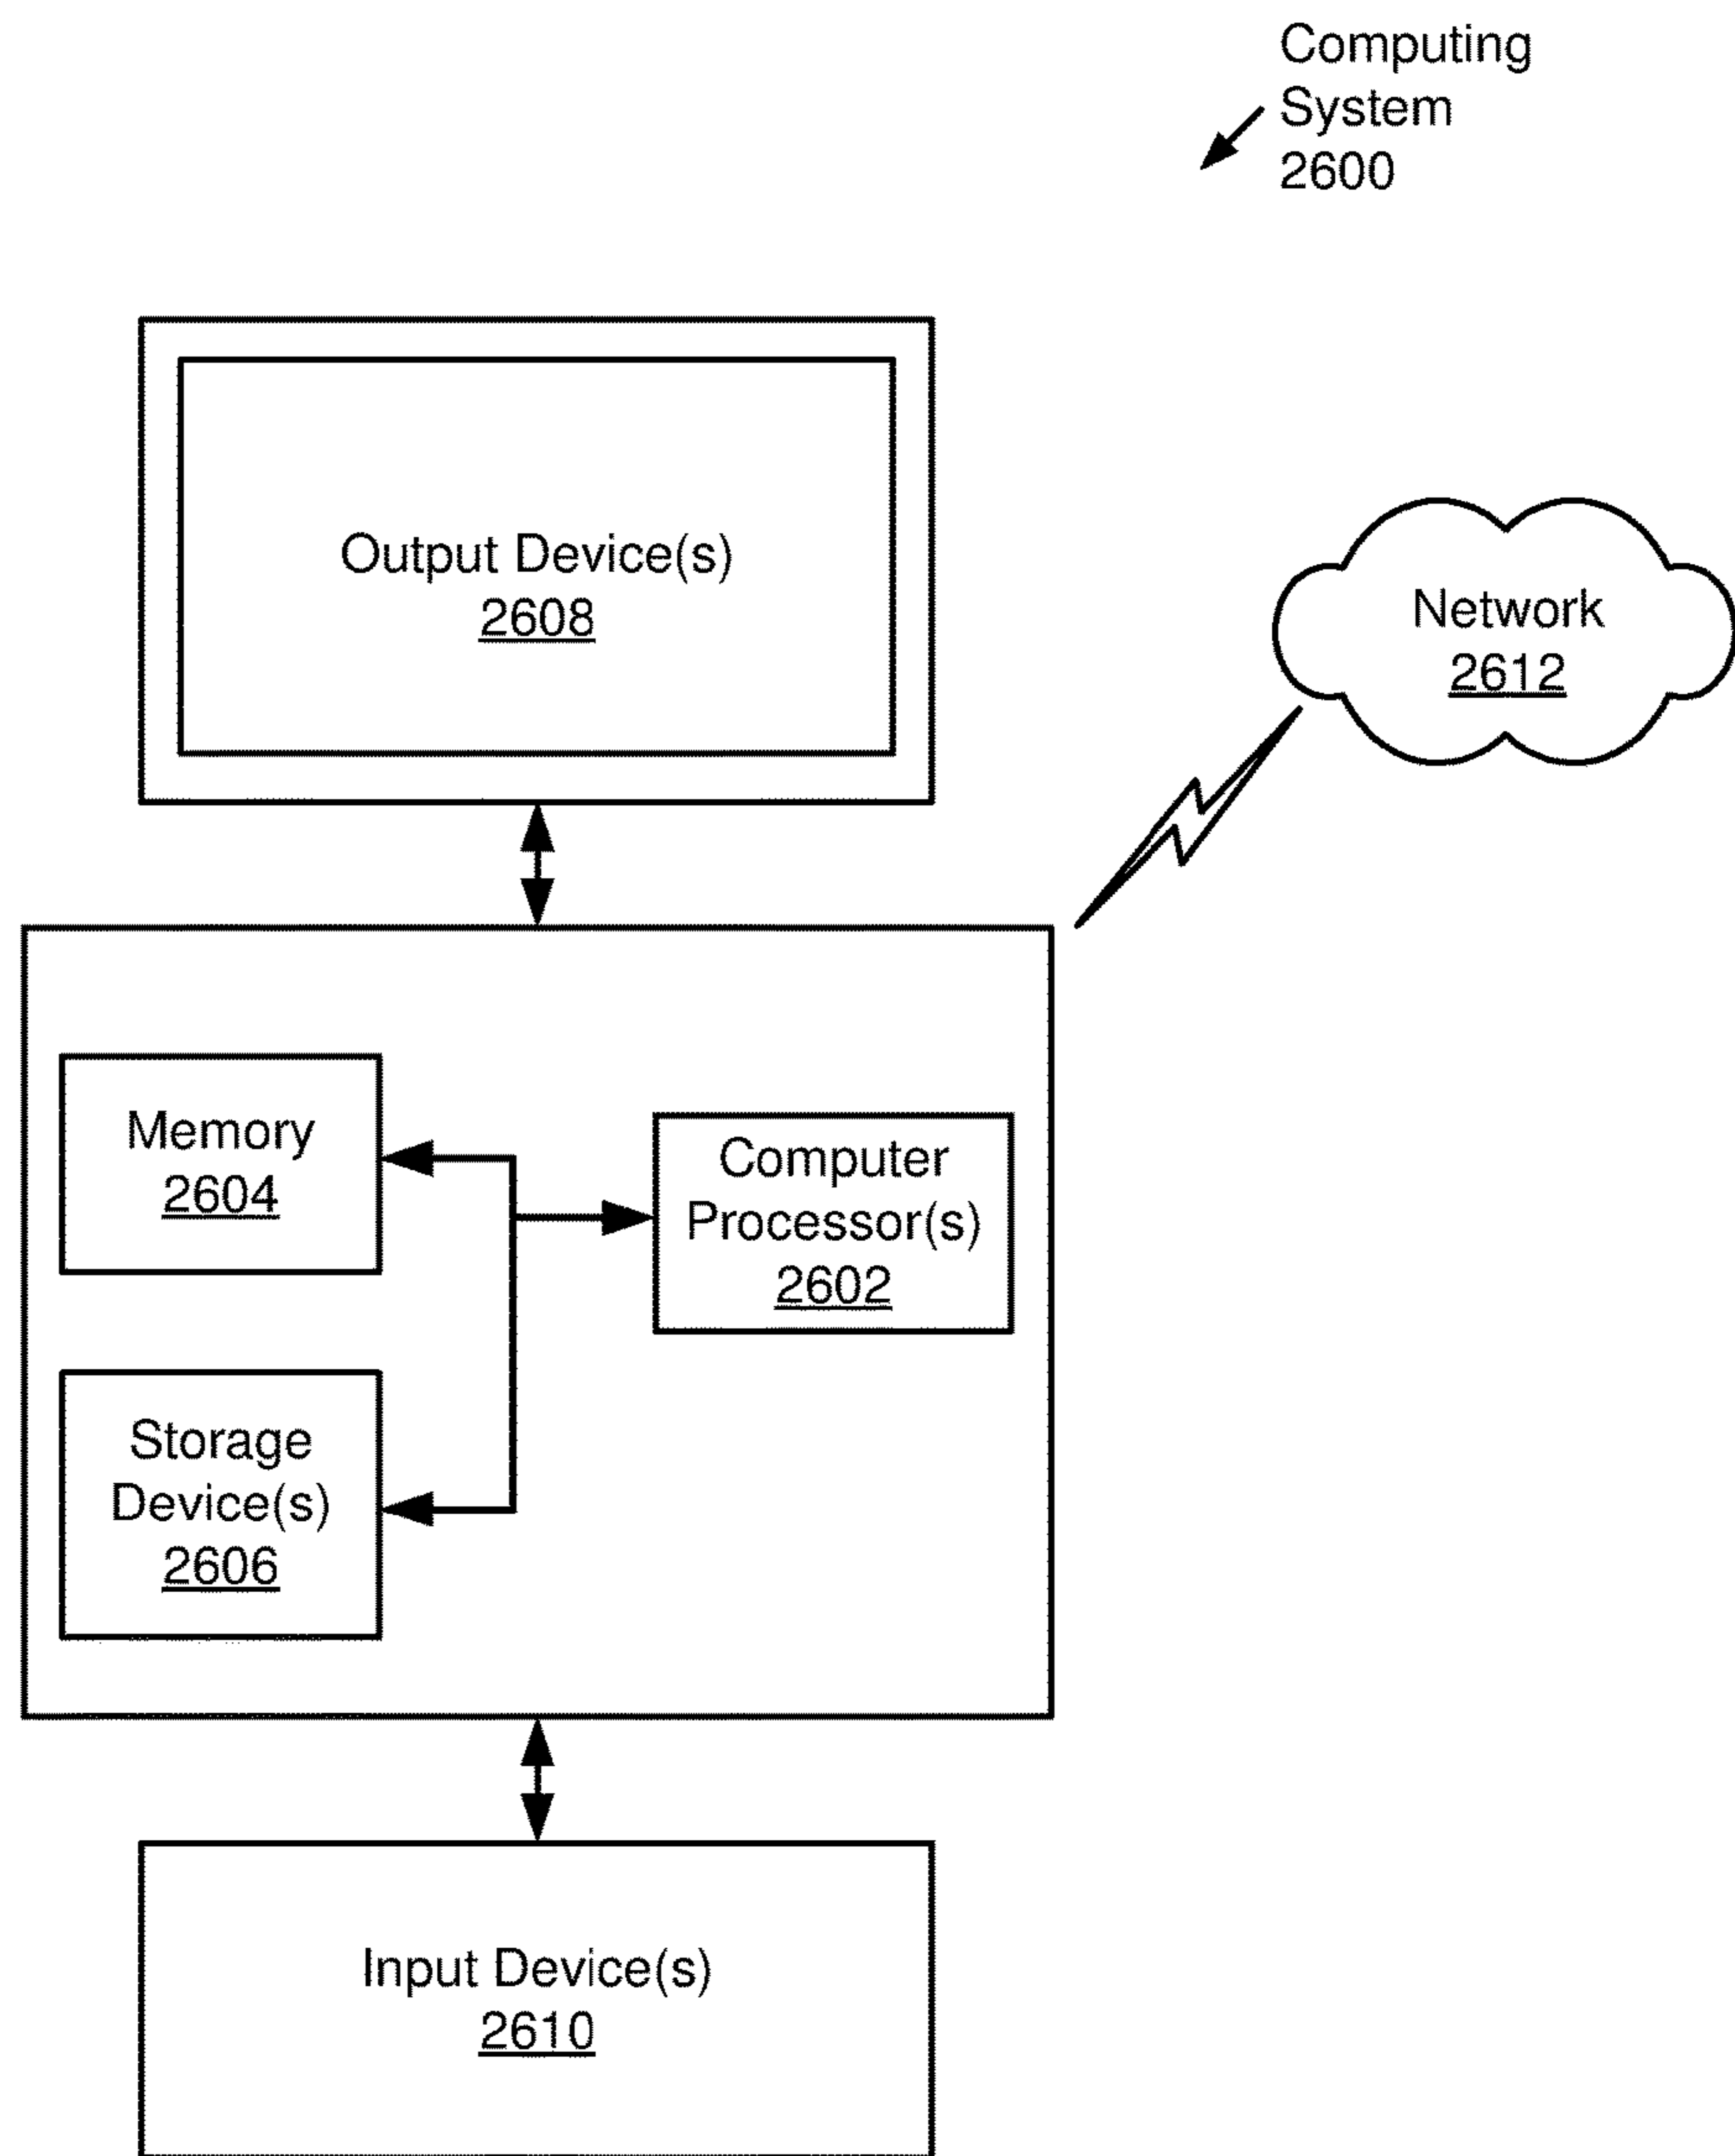 Computing
System
2600
Output Device(s)
2608
Network
2612
Memory
2604
Computer
Processor(s)
2602
Storage
Device(s)
2606
Input Device(s)
2610